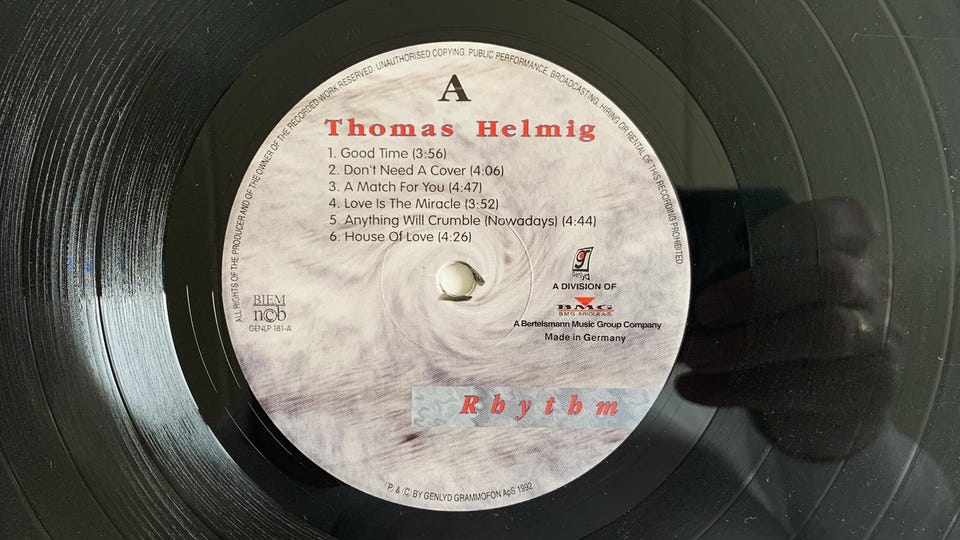 ALL RIGHTS OF THE PRODUCER AND OF THE OWNER OF THE RECORDED WORK RESERVED. UNAUTHORISED COPYING, PUBLIC PERFORMANCE, BROADCASTING, HIRING OR RENTAL OF THIS RECORDING PROHIBITED.
A
Thomas Helmig
1. Good Time (3:56)
2. Don't Need A Cover (4:06)
3. A Match For You (4:47)
4. Love Is The Miracle (3:52)
5. Anything Will Crumble (Nowadays) (4:44)
6. House Of Love (4:26)
g
Genlyd
A DIVISION OF
BMG
B.M.G. ARIOLA A/S
A Bertelsmann Music Group Company
Made in Germany
BIEM
ncb
GENLP 181-A
Rhythm
(P) & (C) BY GENLYD GRAMMOFON ApS 1992